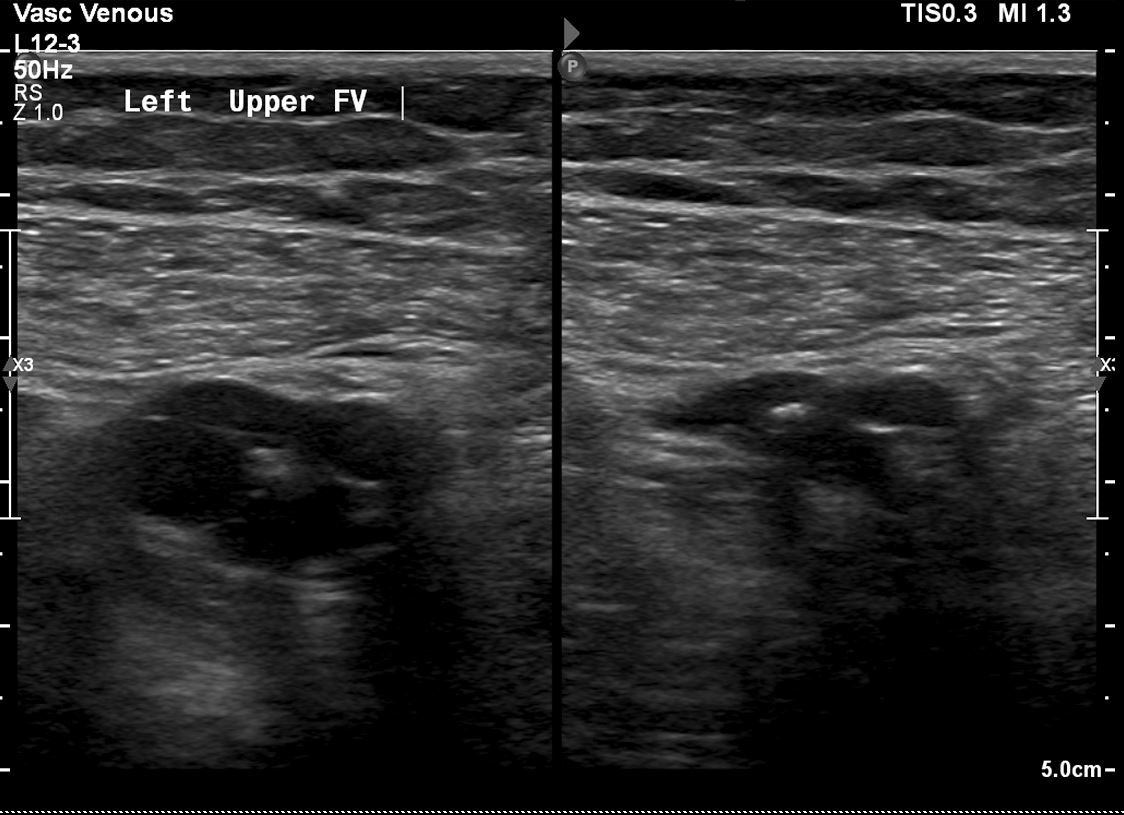 Vasc Venous
TIS0.3 MI 1.3
L12-3
50Hz
RS
Z 1.0
Left Upper FV
P
X3
X3
5.0cm